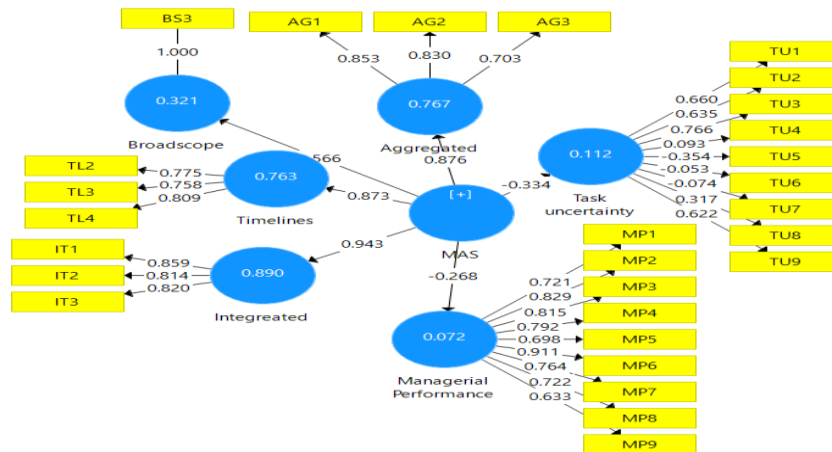 BS3
AG1
AG2
AG3
1.000
0.853
0.830
0.703
0.321
Broadscope
0.767
Aggregated
0.876
TL2
TL3
TL4
0.775
0.758
0.809
0.763
Timelines
566
0.873
[+]
MAS
-0.334
0.112
Task
uncertainty
0.660
0.635
0.766
0.093
-0.354
-0.053
-0.074
0.317
0.622
TU1
TU2
TU3
TU4
TU5
TU6
TU7
TU8
TU9
IT1
IT2
IT3
0.859
0.814
0.820
0.890
Integreated
0.943
-0.268
0.072
Managerial
Performance
0.721
0.829
0.815
0.792
0.698
0.911
0.764
0.722
0.633
MP1
MP2
MP3
MP4
MP5
MP6
MP7
MP8
MP9